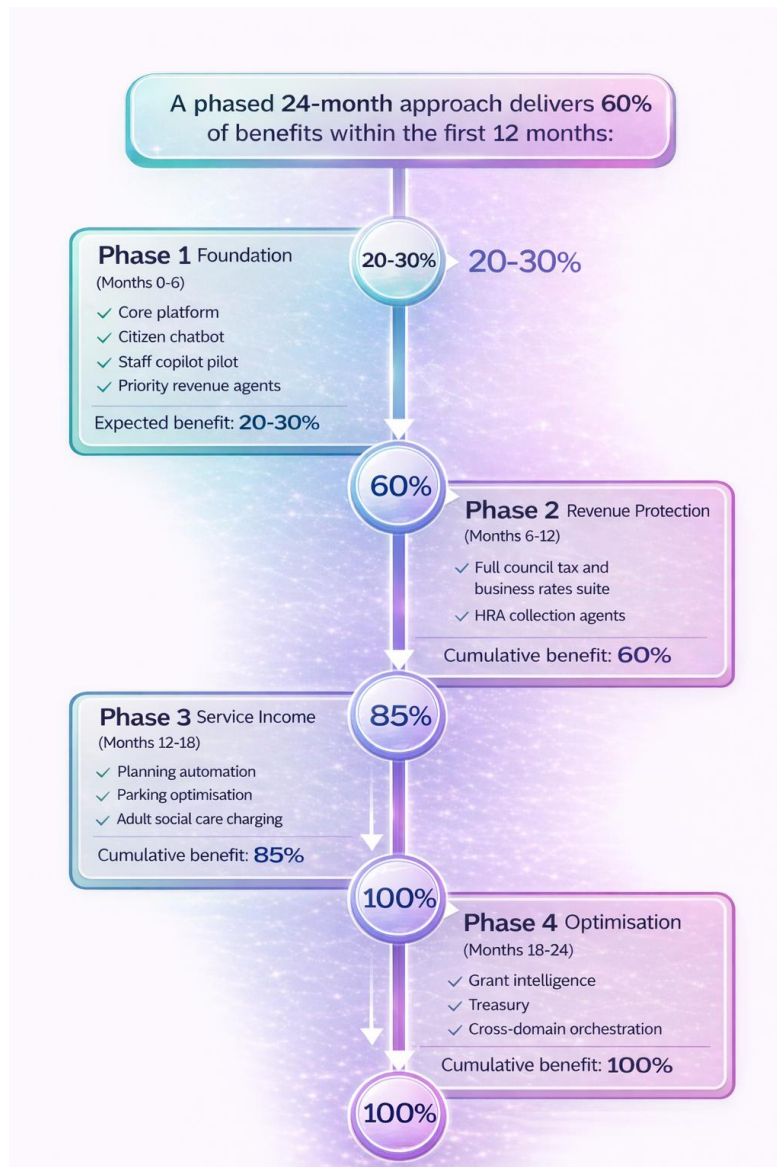 A phased 24-month approach delivers 60%
of benefits within the first 12 months:
20-30%
20-30%
Phase 1 Foundation
(Months 0-6)
Core platform
Citizen chatbot
Staff copilot pilot
Priority revenue agents
Expected benefit: 20-30%
60%
Phase 2 Revenue Protection
(Months 6-12)
Full council tax and
business rates suite
HRA collection agents
Cumulative benefit: 60%
85%
Phase 3 Service Income
(Months 12-18)
Planning automation
Parking optimisation
Adult social care charging
Cumulative benefit: 85%
100%
Phase 4 Optimisation
(Months 18-24)
Grant intelligence
Treasury
Cross-domain orchestration
Cumulative benefit: 100%
100%